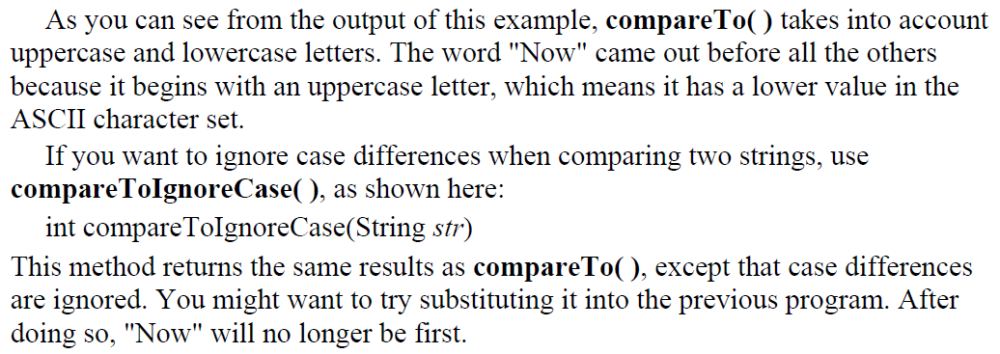 As you can see from the output of this example, compareTo( ) takes into account
uppercase and lowercase letters. The word "Now" came out before all the others
because it begins with an uppercase letter, which means it has a lower value in the
ASCII character set.
If you want to ignore case differences when comparing two strings, use
compareToIgnoreCase( ), as shown here:
int compareToIgnoreCase(String str)
This method returns the same results as compareTo( ), except that case differences
are ignored. You might want to try substituting it into the previous program. After
doing so, "Now" will no longer be first.